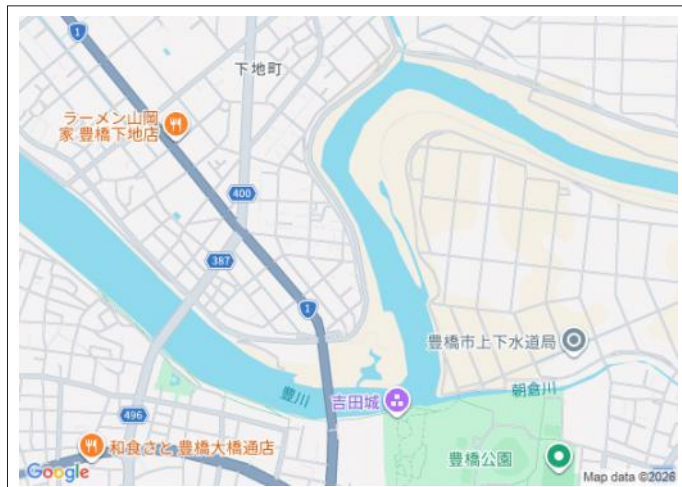 1
下地町
ラーメン山岡
家 豊橋下地店
400
387
1
豊橋市上下水道局
豊川
吉田城
朝倉川
496
和食さと 豊橋大橋通店
豊橋公園
Google
Map data ©2026